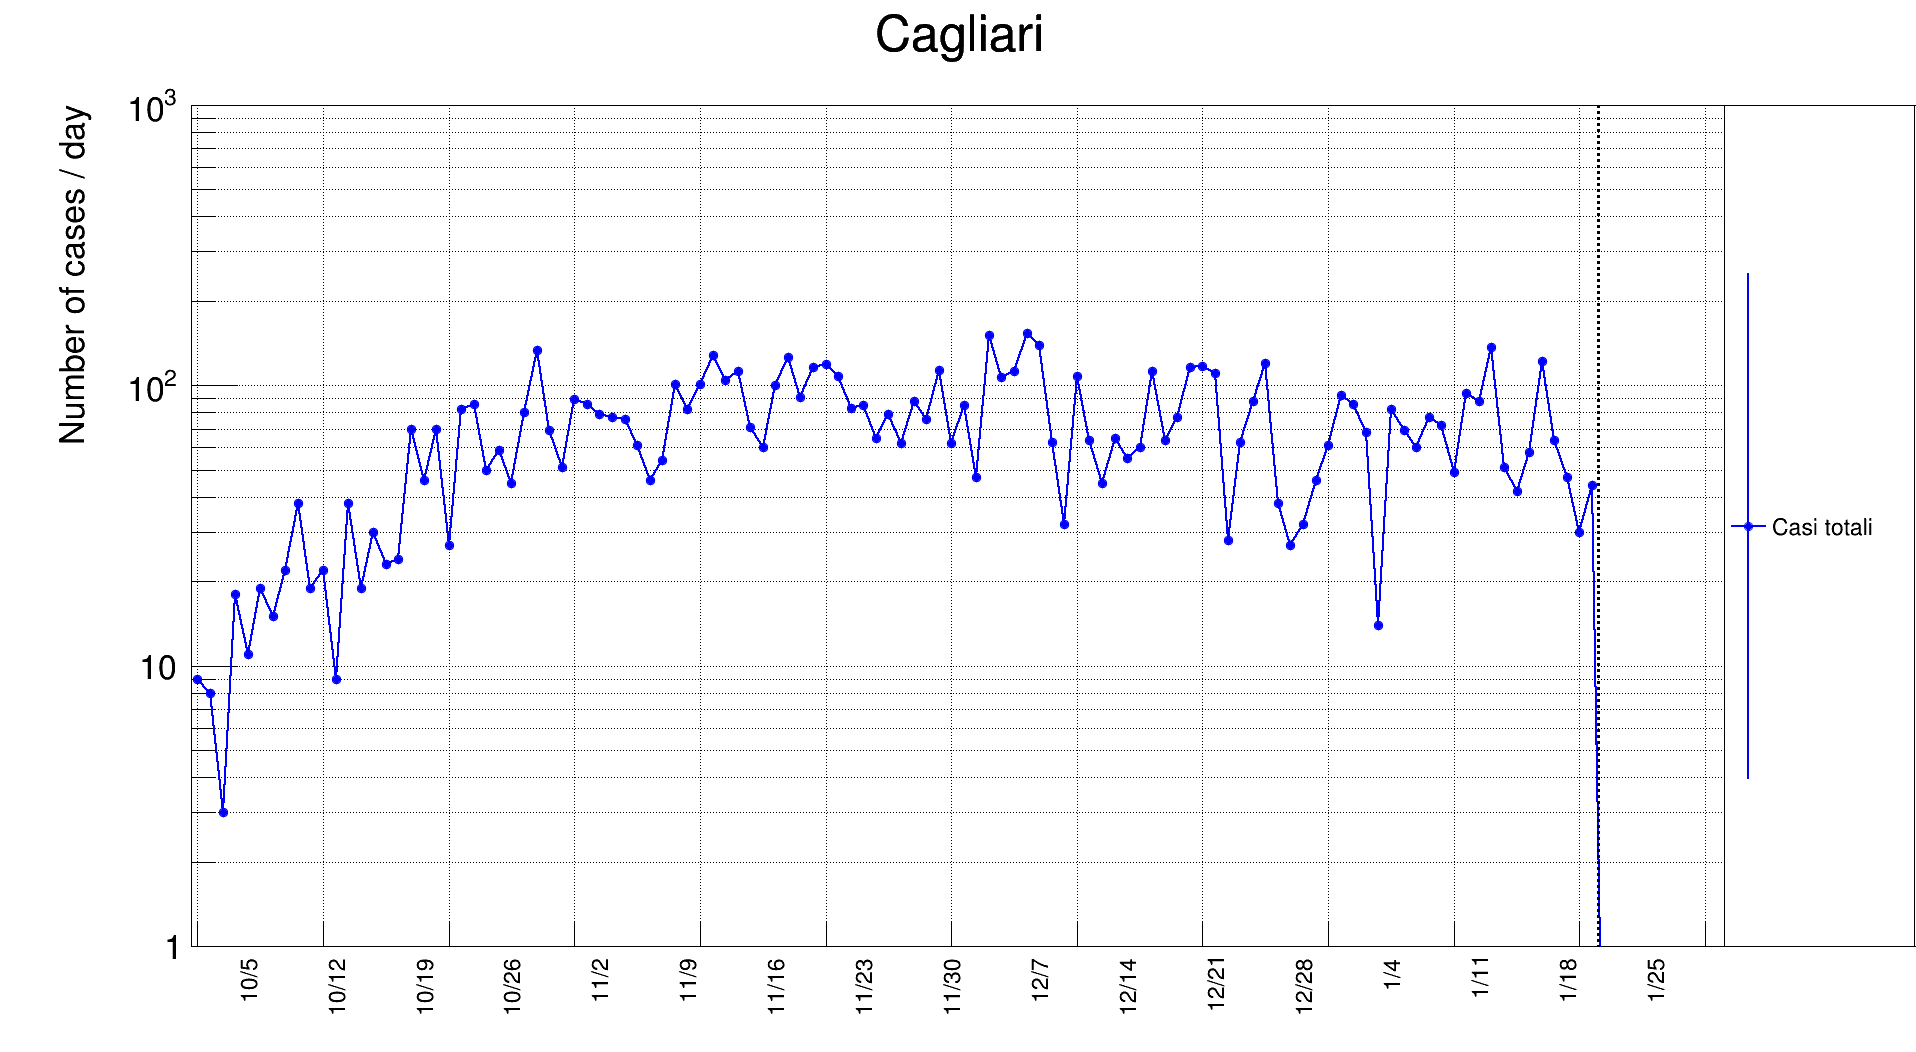 Cagliari
Number of cases / day
10³
10²
10
1
10/5 10/12 10/19 10/26 11/2 11/9 11/16 11/23 11/30 12/7 12/14 12/21 12/28 1/4 1/11 1/18 1/25
Casi totali